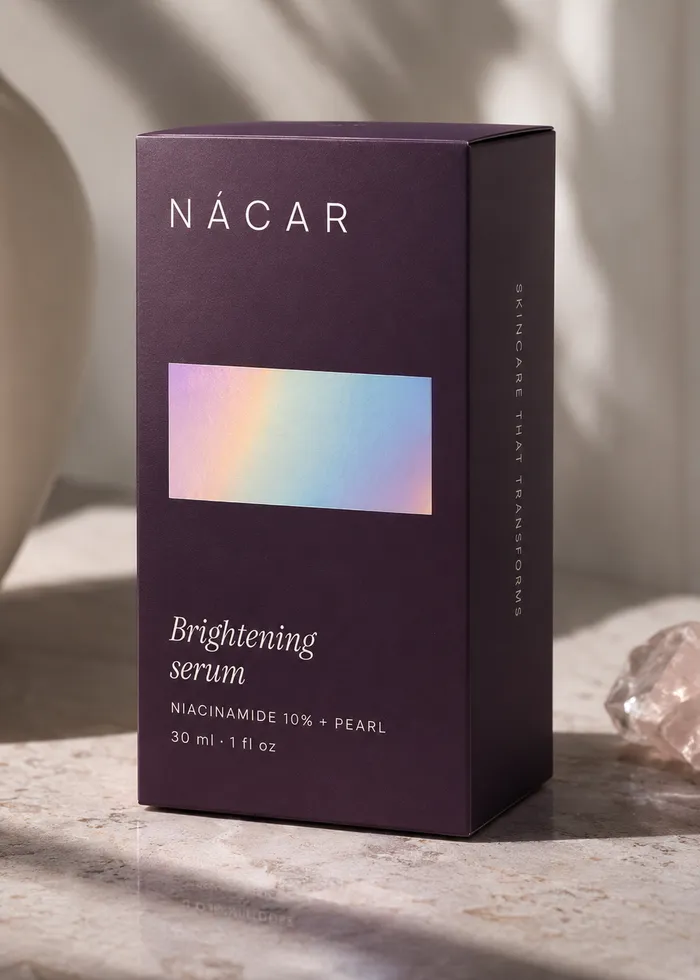 NÁCAR
Brightening
serum
NIACINAMIDE 10% + PEARL
30 ml · 1 fl oz
SKINCARE THAT TRANSFORMS